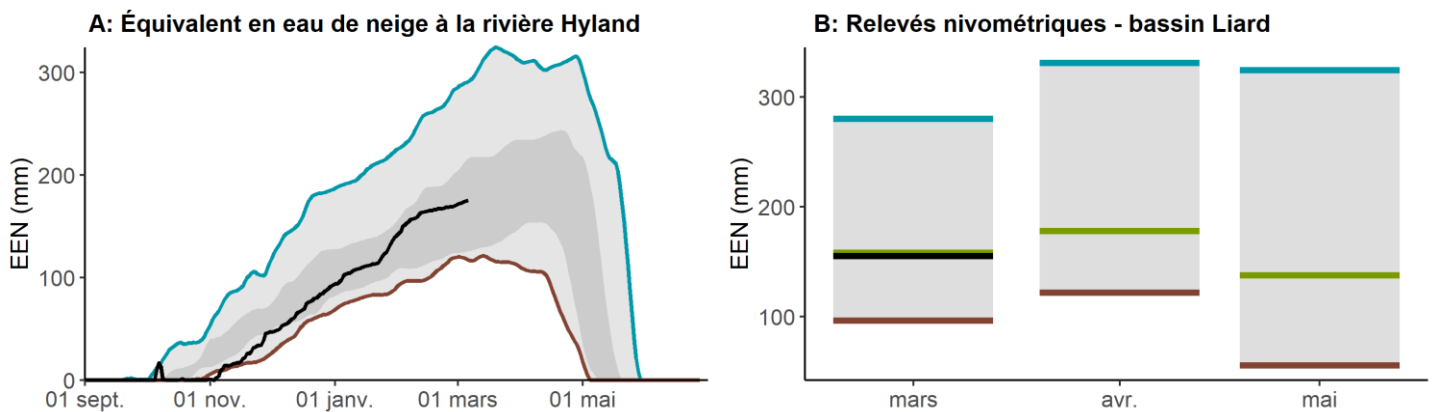 A: Équivalent en eau de neige à la rivière Hyland
EEN (mm)
300
200
100
0
01 sept.
01 nov.
01 janv.
01 mars
01 mai
B: Relevés nivométriques - bassin Liard
EEN (mm)
300
200
100
mars
avr.
mai